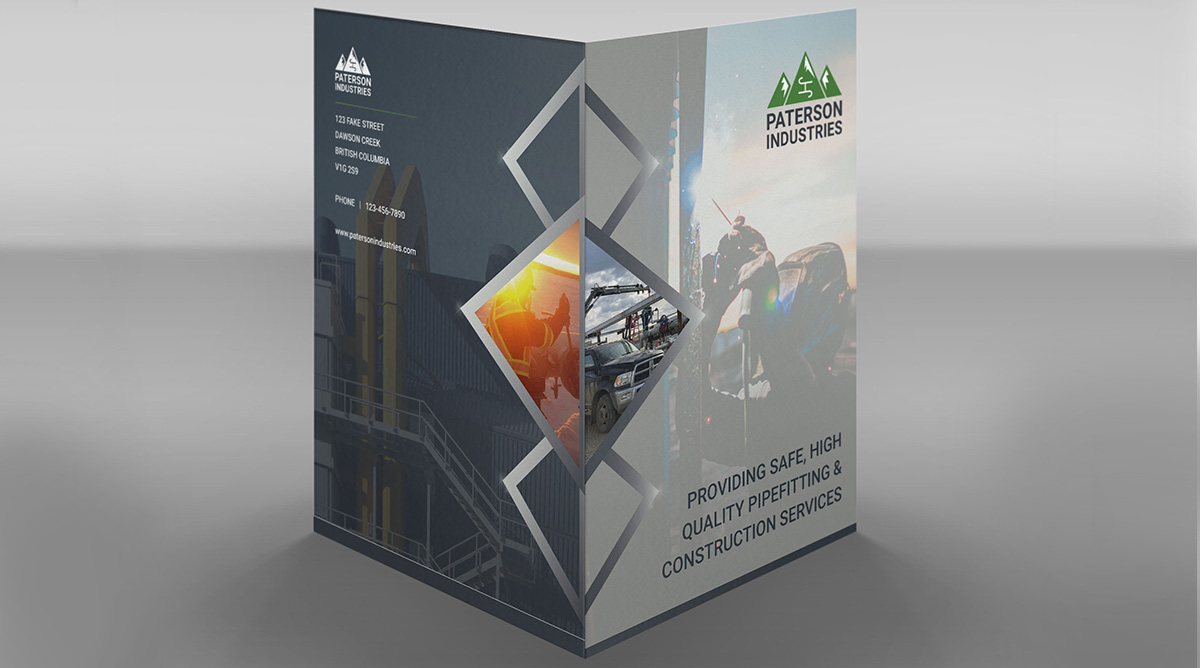 PATERSON
INDUSTRIES
123 FAKE STREET
DAWSON CREEK
BRITISH COLUMBIA
V1G 2S9
PHONE | 123-456-7890
www.patersonindustries.com
PATERSON
INDUSTRIES
PROVIDING SAFE, HIGH
QUALITY PIPEFITTING &
CONSTRUCTION SERVICES